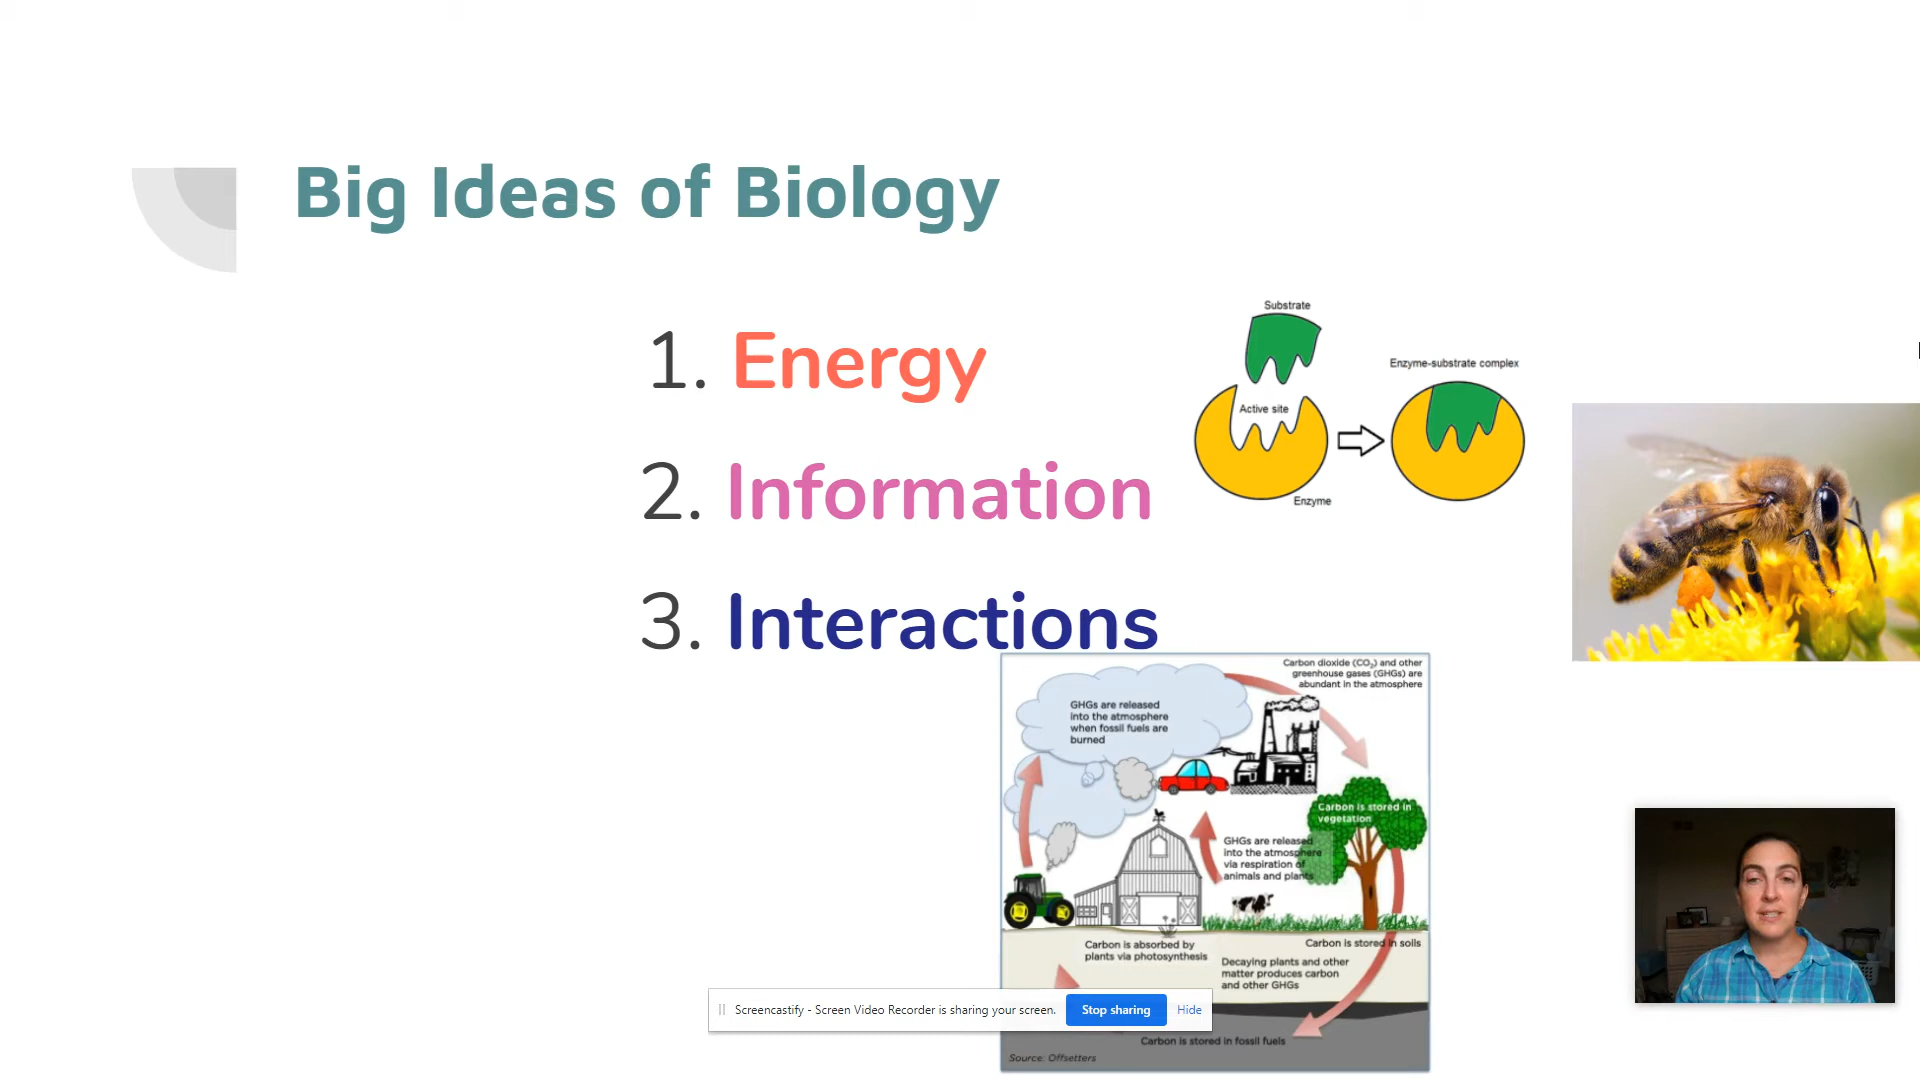 Big Ideas of Biology
1. Energy
2. Information
3. Interactions
Substrate
Active site
Enzyme
Enzyme-substrate complex
Carbon dioxide (CO₂) and other
greenhouse gases (GHGs) are
abundant in the atmosphere
GHGs are released
into the atmosphere
when fossil fuels are
burned
Carbon is stored in
vegetation
GHGs are released
into the atmosphere
via respiration of
animals and plants
Carbon is absorbed by
plants via photosynthesis
Carbon is stored in soils
Decaying plants and other
matter produces carbon
and other GHGs
Carbon is stored in fossil fuels
Source: Offsetters
Screencastify - Screen Video Recorder is sharing your screen.
Stop sharing
Hide